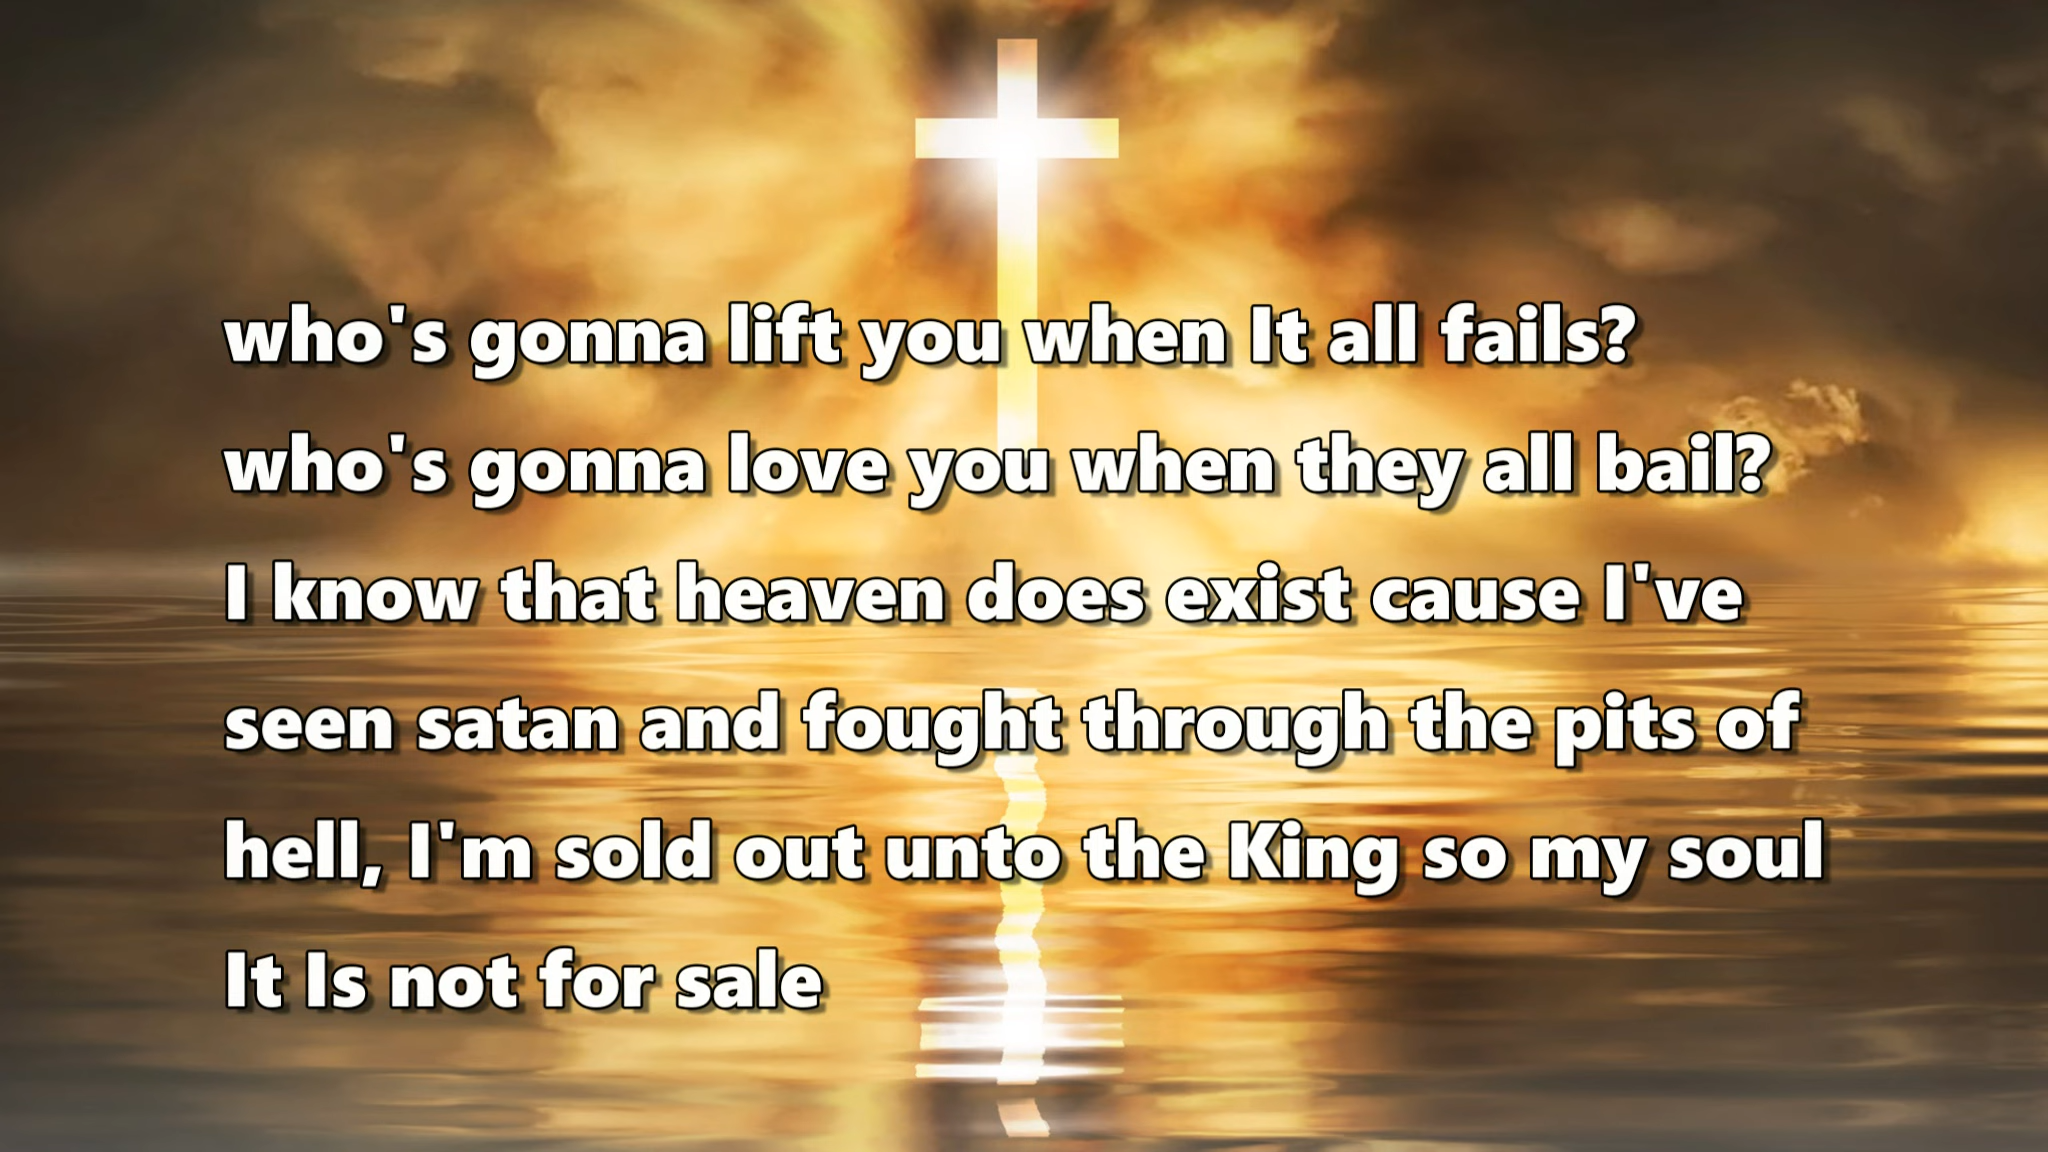 who's gonna lift you when It all fails?
who's gonna love you when they all bail?
I know that heaven does exist cause I've
seen satan and fought through the pits of
hell, I'm sold out unto the King so my soul
It Is not for sale